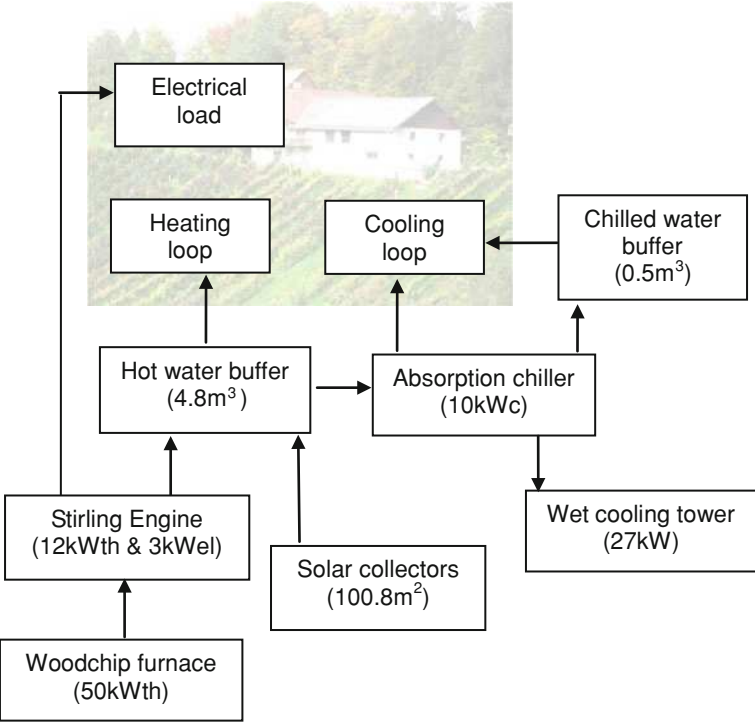 Electrical
load
Heating
loop
Cooling
loop
Chilled water
buffer
(0.5m³)
Hot water buffer
(4.8m³)
Absorption chiller
(10kWc)
Stirling Engine
(12kWth & 3kWel)
Wet cooling tower
(27kW)
Solar collectors
(100.8m²)
Woodchip furnace
(50kWth)